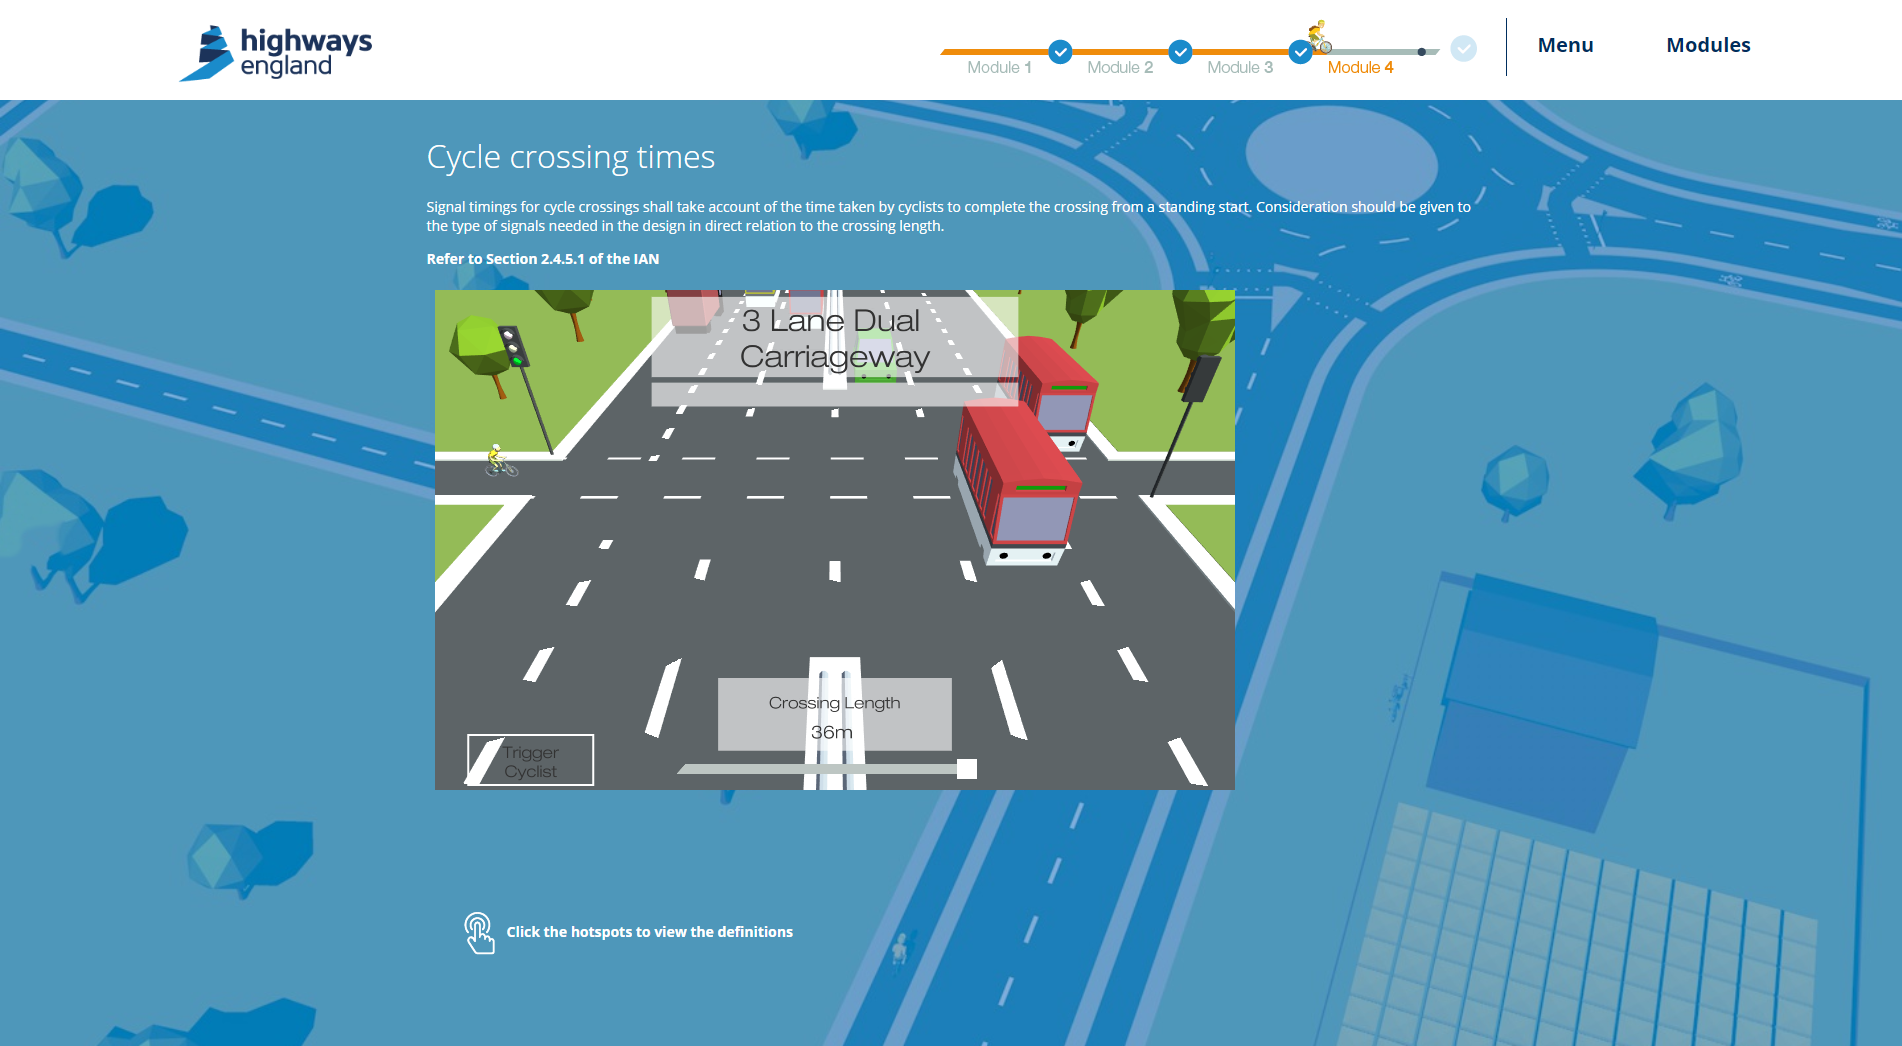 highways
england
Module 1
Module 2
Module 3
Module 4
Menu
Modules
Cycle crossing times
Signal timings for cycle crossings shall take account of the time taken by cyclists to complete the crossing from a standing start. Consideration should be given to
the type of signals needed in the design in direct relation to the crossing length.
Refer to Section 2.4.5.1 of the IAN
3 Lane Dual
Carriageway
Crossing Length
36m
Trigger
Cyclist
Click the hotspots to view the definitions